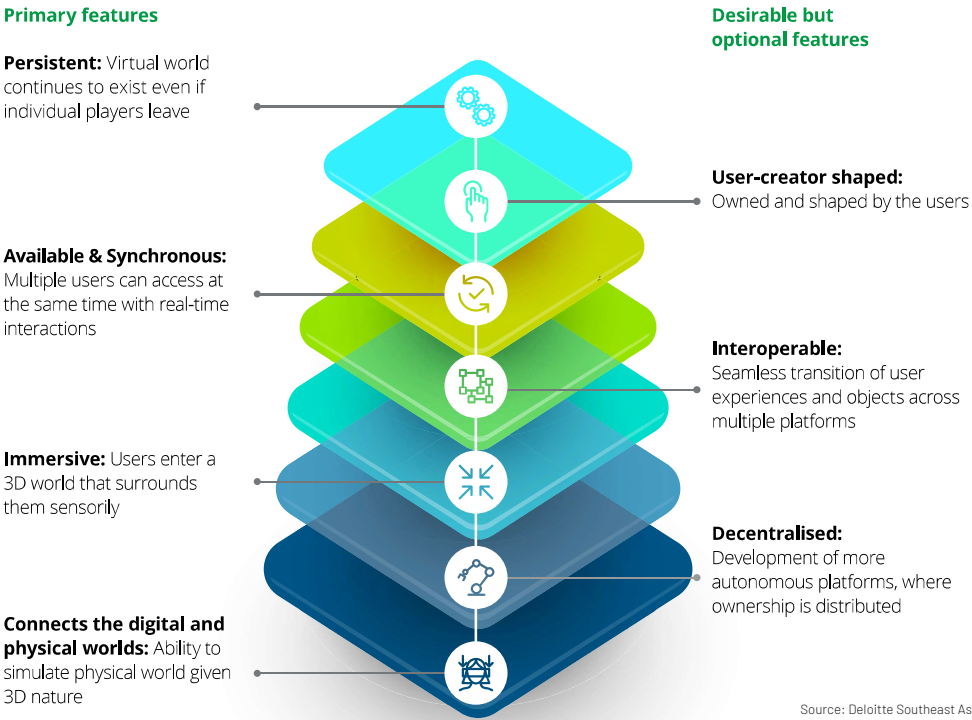 Primary features
Persistent: Virtual world
continues to exist even if
individual players leave
Available & Synchronous:
Multiple users can access at
the same time with real-time
interactions
Immersive: Users enter a
3D world that surrounds
them sensorily
Connects the digital and
physical worlds: Ability to
simulate physical world given
3D nature
Desirable but
optional features
User-creator shaped:
Owned and shaped by the users
Interoperable:
Seamless transition of user
experiences and objects across
multiple platforms
Decentralised:
Development of more
autonomous platforms, where
ownership is distributed
Source: Deloitte Southeast As